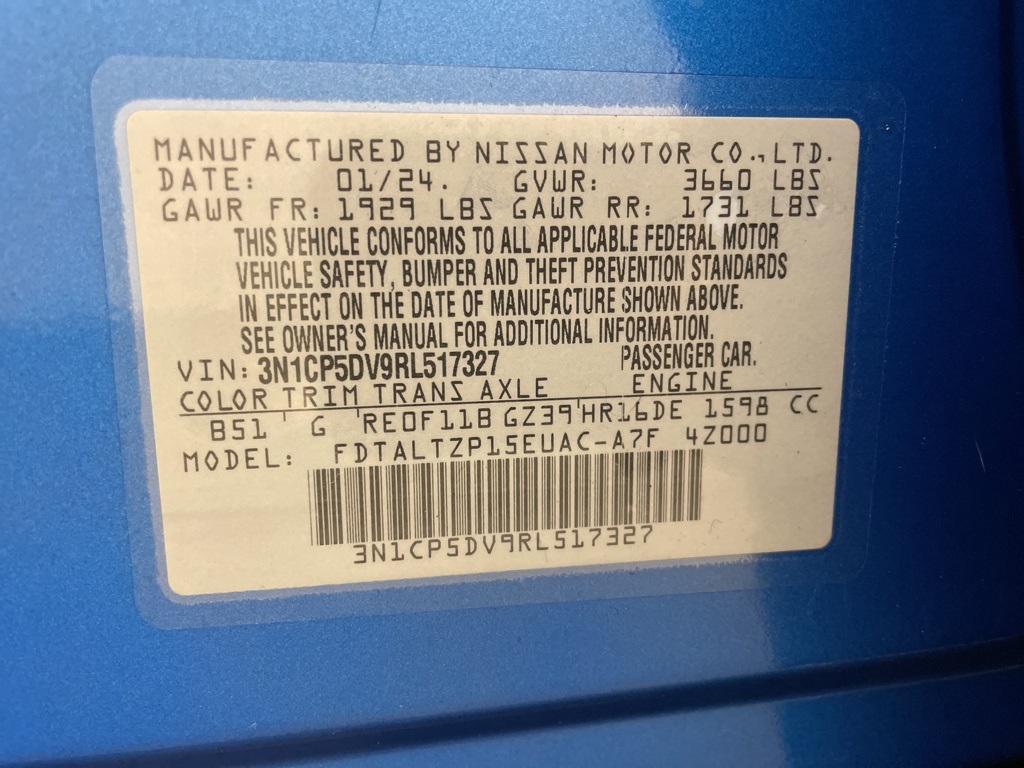 MANUFACTURED BY NISSAN MOTOR CO.,LTD.
DATE: 01/24. GVWR: 3660 LBS
GAWR FR: 1929 LBS GAWR RR: 1731 LBS
THIS VEHICLE CONFORMS TO ALL APPLICABLE FEDERAL MOTOR
VEHICLE SAFETY, BUMPER AND THEFT PREVENTION STANDARDS
IN EFFECT ON THE DATE OF MANUFACTURE SHOWN ABOVE.
SEE OWNER'S MANUAL FOR ADDITIONAL INFORMATION.
VIN: 3N1CP5DV9RL517327 PASSENGER CAR.
COLOR TRIM TRANS AXLE ENGINE
B51 G RE0F11B GZ39 HR16DE 1598 CC
MODEL: FDTALTZP15EUAC-A7F 4Z000
3N1CP5DV9RL517327